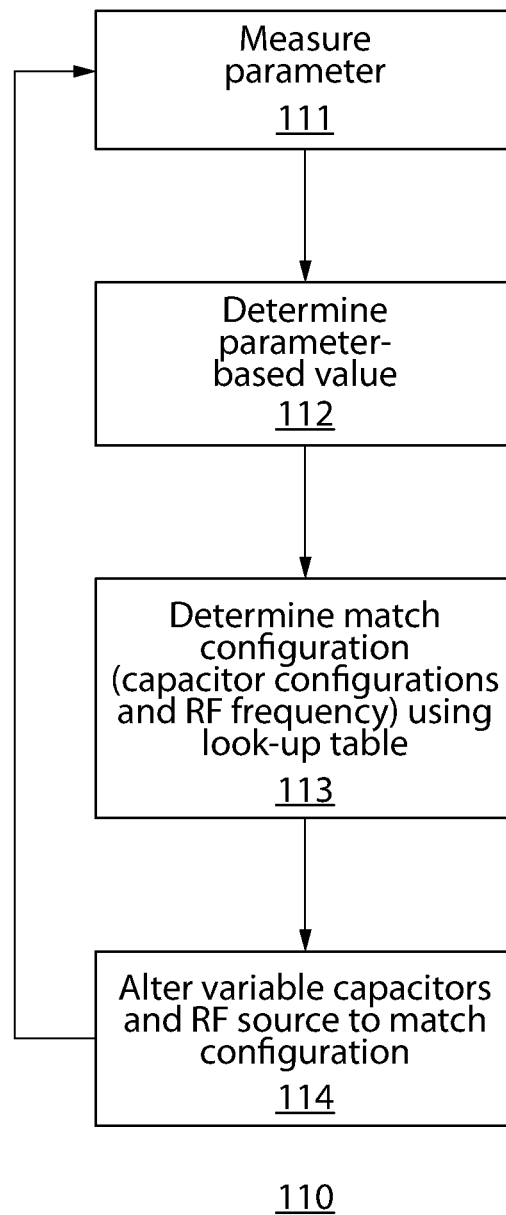 Measure
parameter
111
Determine
parameter-
based value
112
Determine match
configuration
(capacitor configurations
and RF frequency) using
look-up table
113
Alter variable capacitors
and RF source to match
configuration
114
110